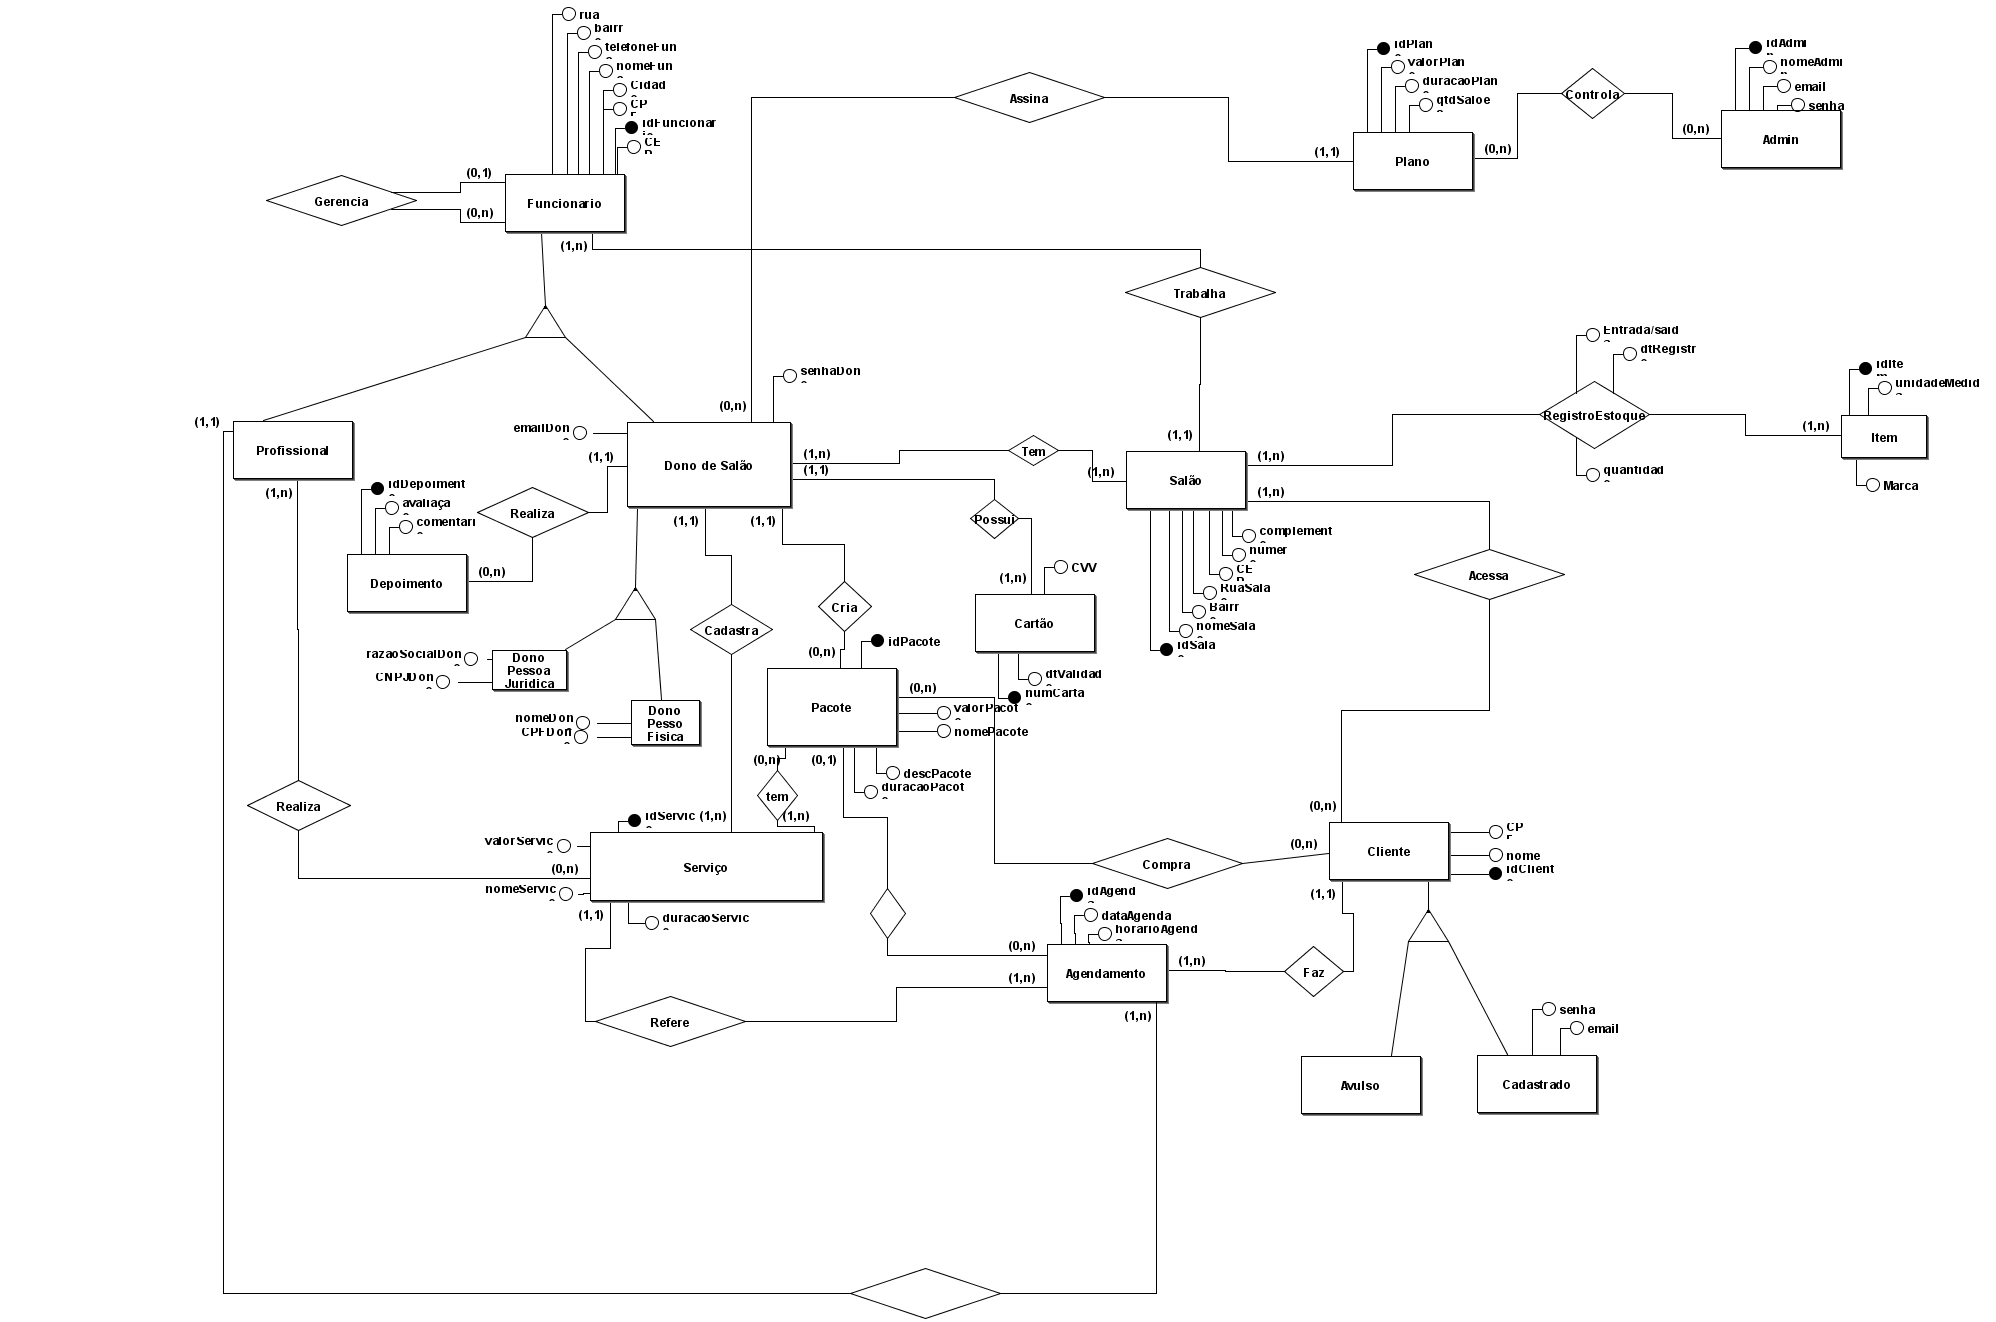 rua
bairr
telefoneFun
nomeFun
Cidad
CP
idFuncionar
CE
idPlan
valorPlan
duracaoPlan
qtdSaloe
idAdmi
nomeAdmi
email
senha
Assina
Controla
(0,n)
Admin
(1,1)
Plano
(0,n)
(0,1)
Gerencia
(0,n)
Funcionario
(1,n)
Trabalha
Entrada/said
dtRegistr
idIte
unidadeMedid
senhaDon
(0,n)
(1,1)
Profissional
emailDon
(1,1)
Dono de Salão
(1,n)
(1,1)
Tem
(1,n)
(1,1)
Salão
(1,n)
(1,n)
RegistroEstoque
(1,n)
Item
quantidad
Marca
(1,n)
idDepoiment
avaliaça
comentari
Realiza
(1,1)
(1,1)
Possui
complement
numer
CE
RuaSala
Bairr
nomeSala
idSala
Acessa
Depoimento
(0,n)
(1,n)
CVV
Cartão
Cadastra
Cria
idPacote
(0,n)
razaoSocialDon
CNPJDon
Dono
Pessoa
Juridica
dtValidad
numCarta
(0,n)
Pacote
valorPacot
nomePacote
nomeDon
CPFDon
Dono
Pesso
Fisica
(0,n)
(0,1)
descPacote
duracaoPacot
tem
(1,n)
Realiza
idServic
(1,n)
valorServic
(0,n)
nomeServic
Serviço
(1,1)
duracaoServic
(0,n)
CP
Cliente
nome
idClient
(0,n)
Compra
(1,1)
idAgend
dataAgenda
horarioAgend
(0,n)
(1,n)
Agendamento
(1,n)
Faz
(1,n)
Refere
senha
email
Avulso
Cadastrado